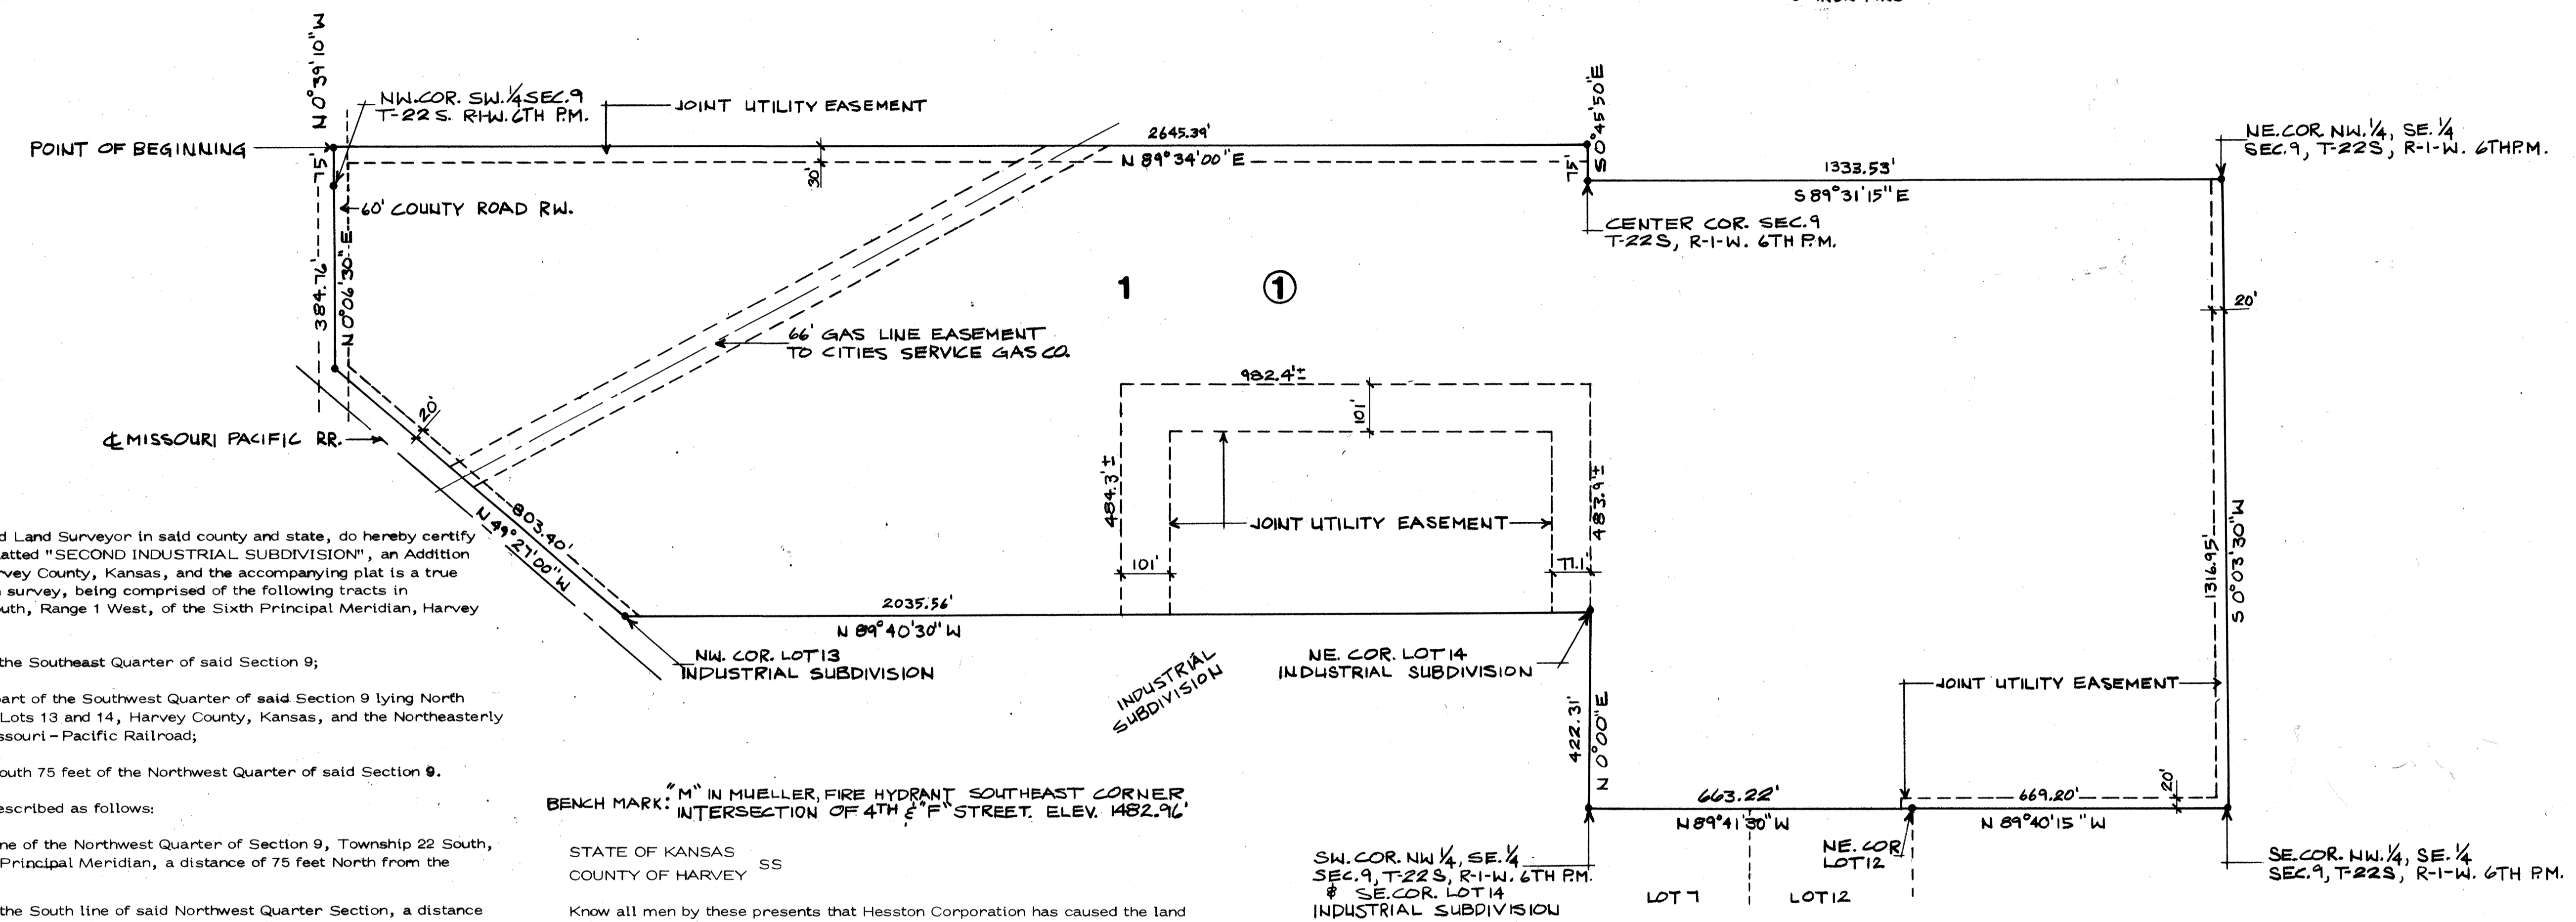 N 0°39'10" W
NW. COR. SW. 1/4 SEC. 9
T-22 S. R-1-W. 6TH P.M.
JOINT UTILITY EASEMENT
POINT OF BEGINNING
75'
2645.39'
N 89°34'00" E
30'
S 0°45'50" E
75'
1333.53'
S 89°31'15" E
NE. COR. NW. 1/4, SE. 1/4
SEC. 9, T-22S, R-1-W. 6TH P.M.
60' COUNTY ROAD RW.
CENTER COR. SEC. 9
T-22S, R-1-W. 6TH P.M.
384.76'
N 0°06'30" E
1
1
20'
66' GAS LINE EASEMENT
TO CITIES SERVICE GAS CO.
982.4'±
101'
20'
℄ MISSOURI PACIFIC RR.
484.3'±
483.9'±
JOINT UTILITY EASEMENT
101'
77.1'
803.40'
N 49°27'00" W
1316.95'
S 0°03'30" W
2035.56'
N 89°40'30" W
NW. COR. LOT 13
INDUSTRIAL SUBDIVISION
INDUSTRIAL
SUBDIVISION
NE. COR. LOT 14
INDUSTRIAL SUBDIVISION
JOINT UTILITY EASEMENT
422.31'
N 0°00' E
663.22'
N 89°41'30" W
669.20'
N 89°40'15" W
20'
NE. COR
LOT 12
SW. COR. NW 1/4, SE. 1/4
SEC. 9, T-22S, R-1-W. 6TH P.M.
& SE. COR. LOT 14
INDUSTRIAL SUBDIVISION
LOT 7
LOT 12
SE. COR. NW. 1/4, SE. 1/4
SEC. 9, T-22S, R-1-W. 6TH P.M.
d Land Surveyor in said county and state, do hereby certify
atted "SECOND INDUSTRIAL SUBDIVISION", an Addition
rvey County, Kansas, and the accompanying plat is a true
survey, being comprised of the following tracts in
uth, Range 1 West, of the Sixth Principal Meridian, Harvey
the Southeast Quarter of said Section 9;
art of the Southwest Quarter of said Section 9 lying North
Lots 13 and 14, Harvey County, Kansas, and the Northeasterly
ssouri-Pacific Railroad;
outh 75 feet of the Northwest Quarter of said Section 9.
escribed as follows:
ne of the Northwest Quarter of Section 9, Township 22 South,
Principal Meridian, a distance of 75 feet North from the
the South line of said Northwest Quarter Section, a distance
BENCH MARK: "M" IN MUELLER, FIRE HYDRANT SOUTHEAST CORNER
INTERSECTION OF 4TH & "F" STREET. ELEV. 1482.96'
STATE OF KANSAS
SS
COUNTY OF HARVEY
Know all men by these presents that Hesston Corporation has caused the land